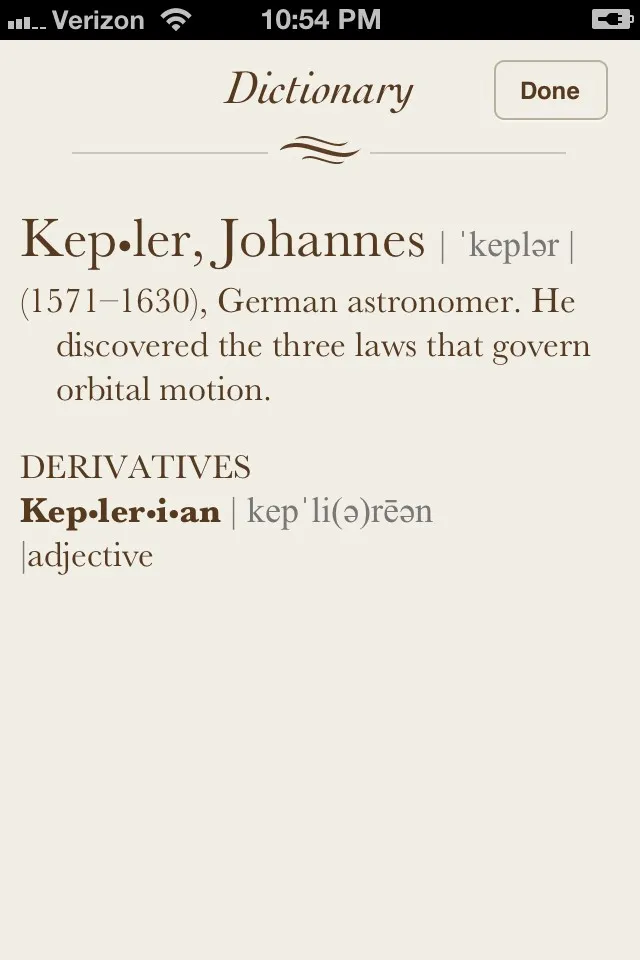 Verizon 10:54 PM
Dictionary Done
Kep•ler, Johannes | ˈkeplər |
(1571–1630), German astronomer. He
discovered the three laws that govern
orbital motion.
DERIVATIVES
Kep•ler•i•an | kepˈli(ə)rēən
|adjective